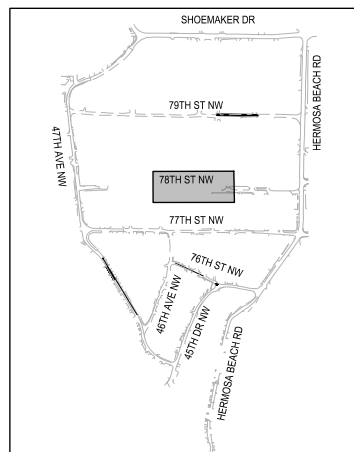 SHOEMAKER DR
79TH ST NW
HERMOSA BEACH RD
47TH AVE NW
78TH ST NW
77TH ST NW
76TH ST NW
46TH AVE NW
45TH DR NW
HERMOSA BEACH RD